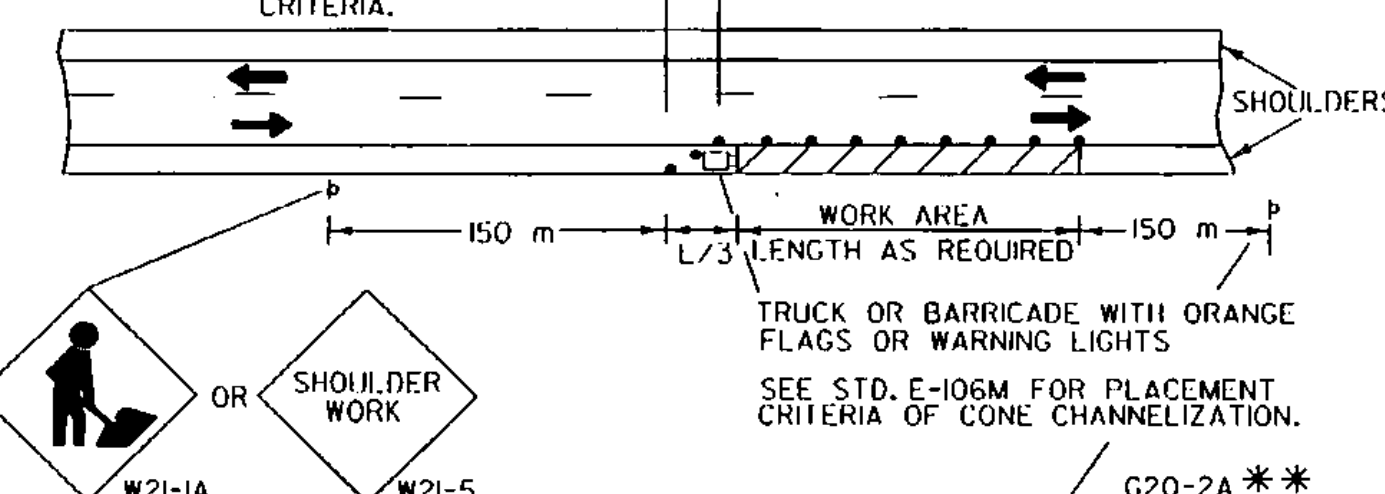 CRITERIA.
SHOULDERS
150 m
L/3
WORK AREA
LENGTH AS REQUIRED
150 m
TRUCK OR BARRICADE WITH ORANGE
FLAGS OR WARNING LIGHTS
SEE STD. E-106M FOR PLACEMENT
CRITERIA OF CONE CHANNELIZATION.
OR
SHOULDER
WORK
W21-1A
W21-5
G20-2A **